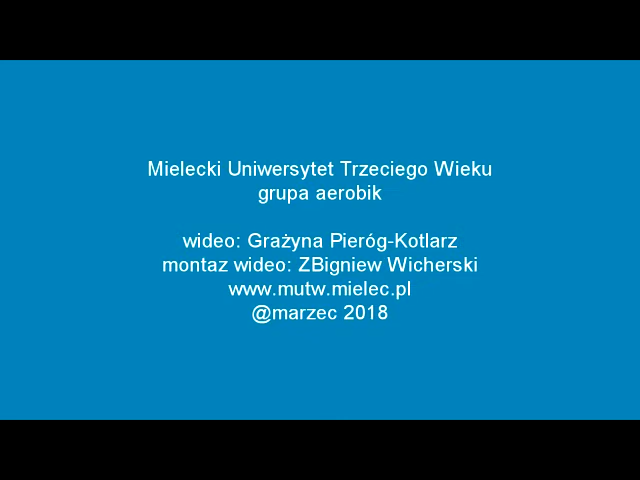 Mielecki Uniwersytet Trzeciego Wieku
grupa aerobik
wideo: Grażyna Pieróg-Kotlarz
montaz wideo: ZBigniew Wicherski
www.mutw.mielec.pl
@marzec 2018